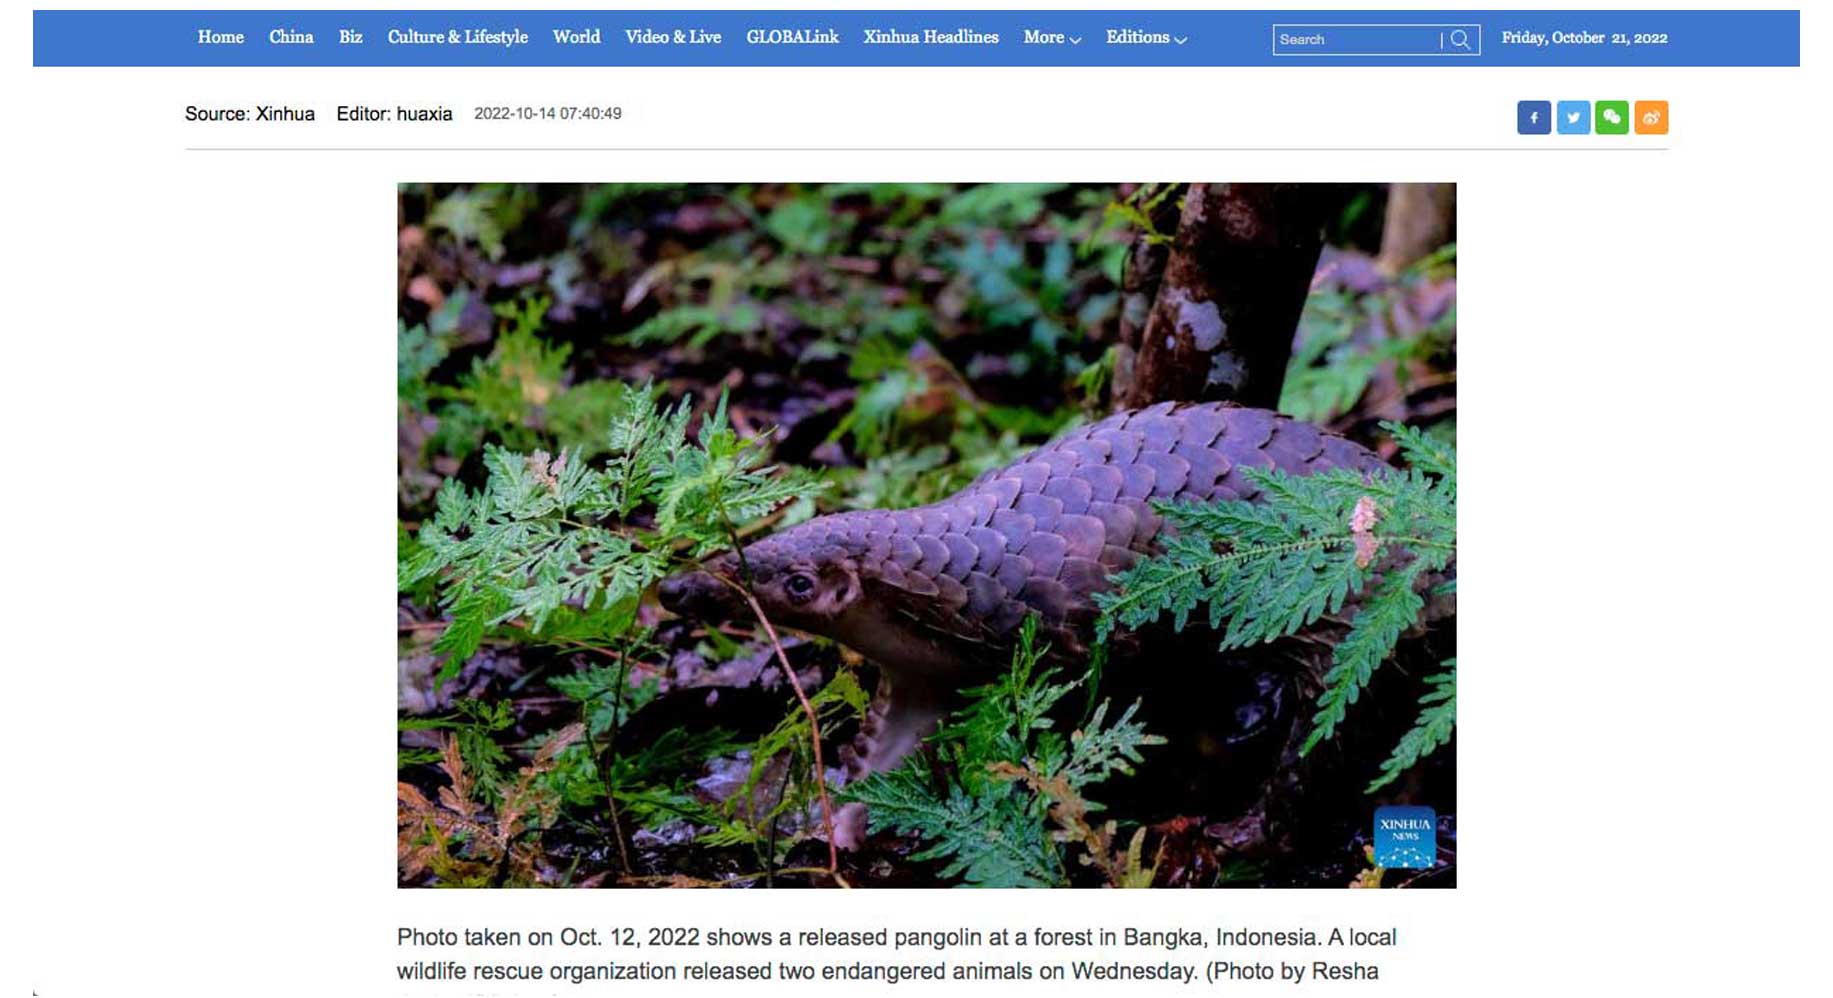 Home China Biz Culture & Lifestyle World Video & Live GLOBALink Xinhua Headlines More Editions Search Friday, October 21, 2022
Source: Xinhua Editor: huaxia 2022-10-14 07:40:49
XINHUA
NEWS
Photo taken on Oct. 12, 2022 shows a released pangolin at a forest in Bangka, Indonesia. A local
wildlife rescue organization released two endangered animals on Wednesday. (Photo by Resha